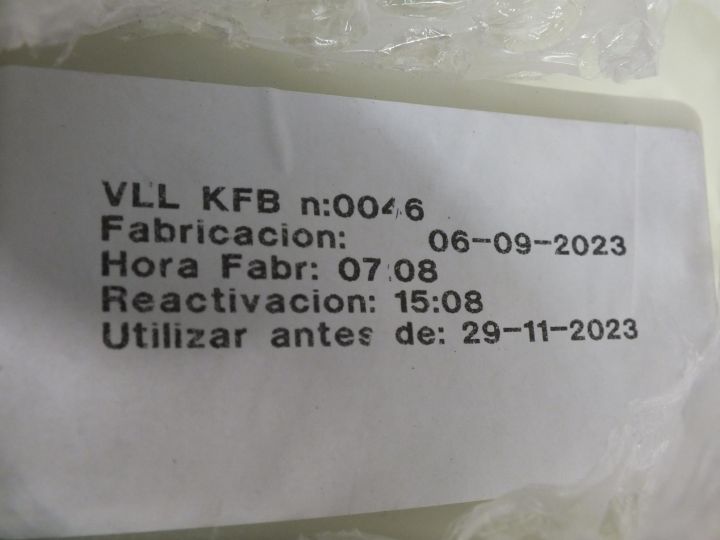 VLL KFB n:0046
Fabricacion: 06-09-2023
Hora Fabr: 07:08
Reactivacion: 15:08
Utilizar antes de: 29-11-2023